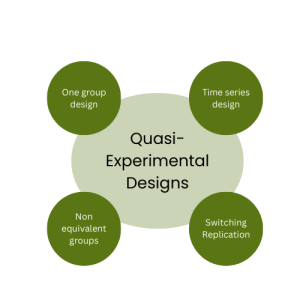 One group
design
Time series
design
Quasi-
Experimental
Designs
Non
equivalent
groups
Switching
Replication